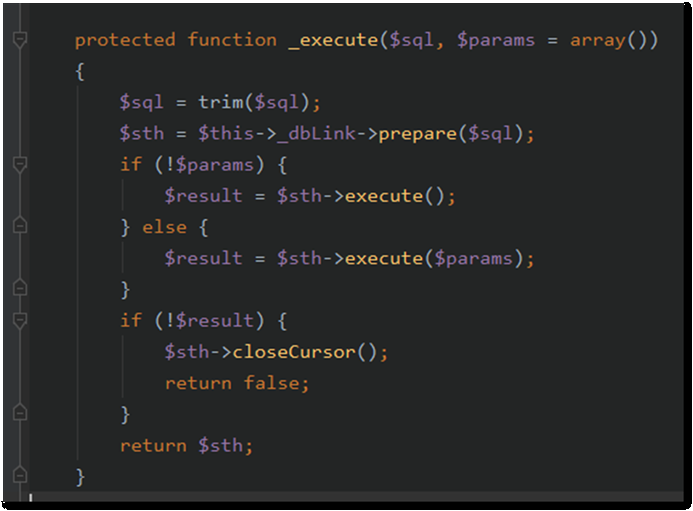 protected function _execute($sql, $params = array())
{
$sql = trim($sql);
$sth = $this->_dbLink->prepare($sql);
if (!$params) {
$result = $sth->execute();
} else {
$result = $sth->execute($params);
}
if (!$result) {
$sth->closeCursor();
return false;
}
return $sth;
}